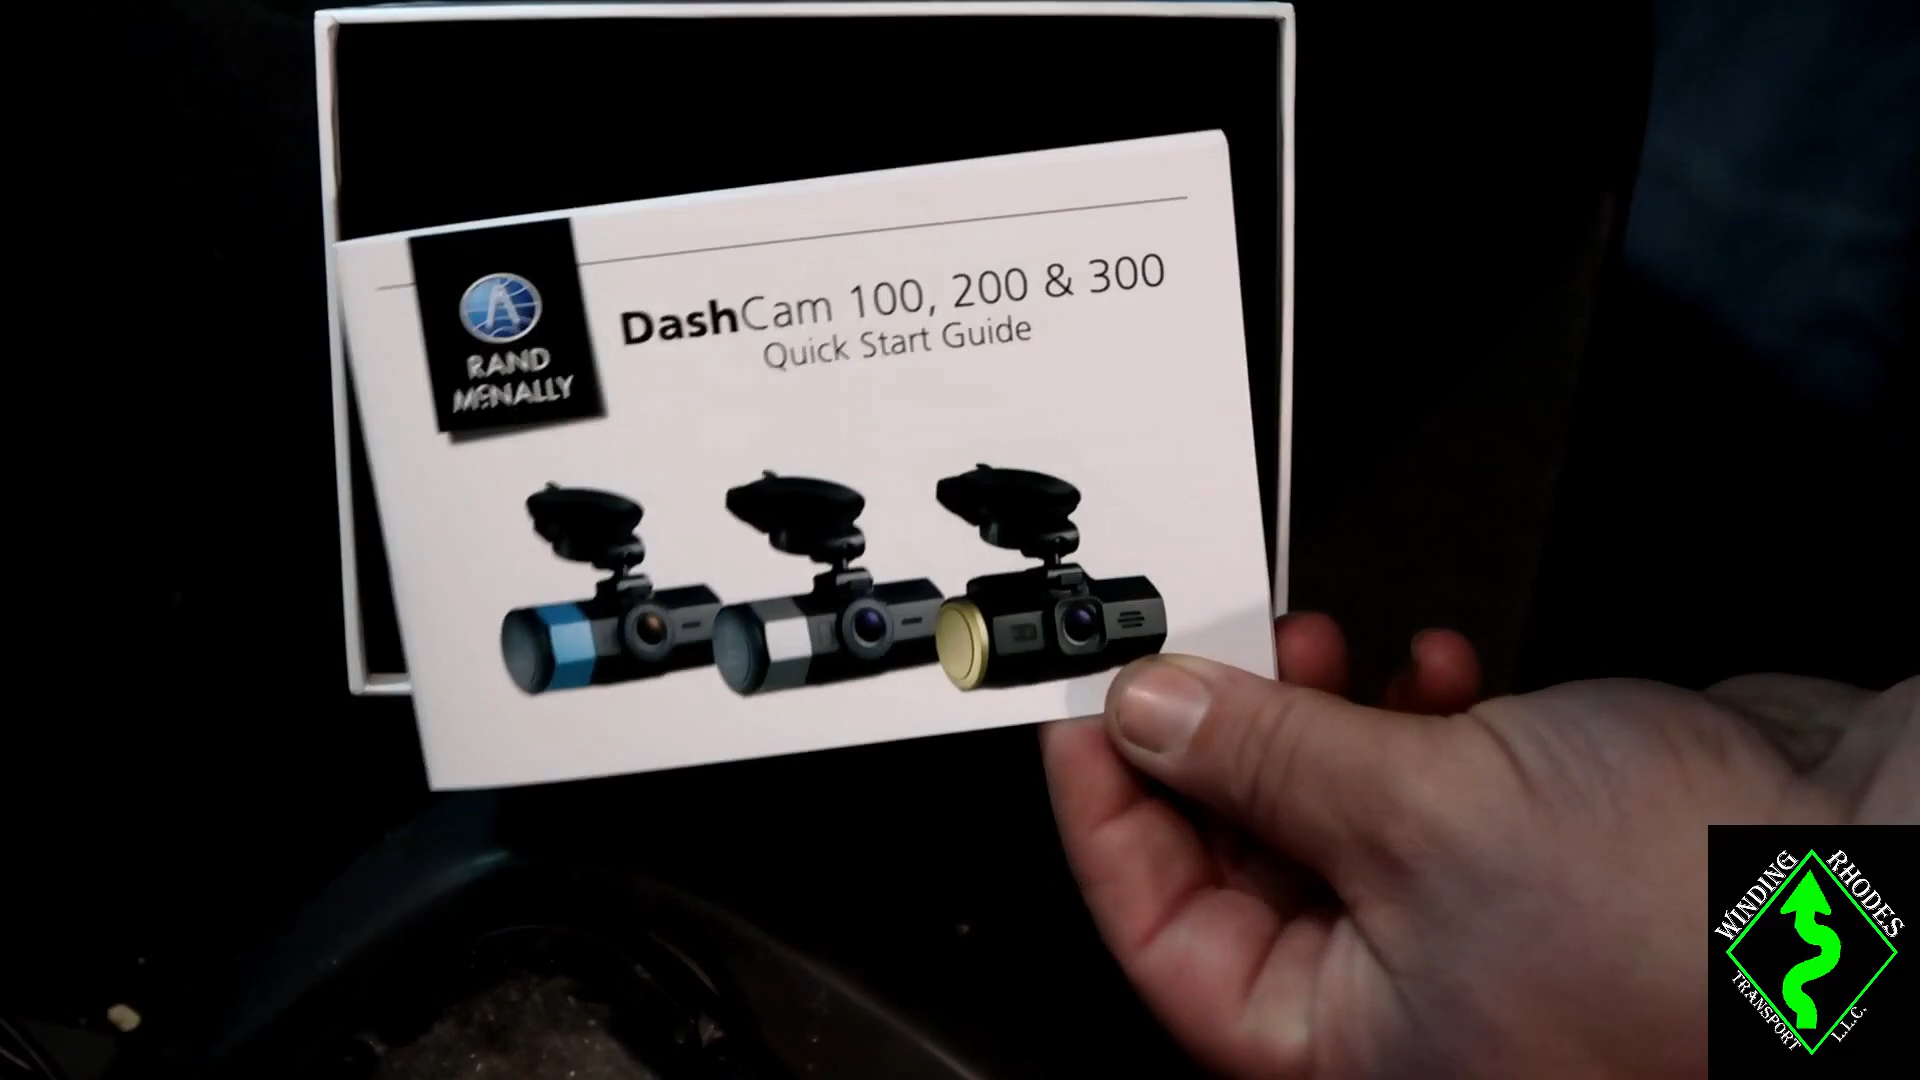 RAND
MCNALLY
DashCam 100, 200 & 300
Quick Start Guide
WINDING
RHODES
TRANSPORT
L.L.C.